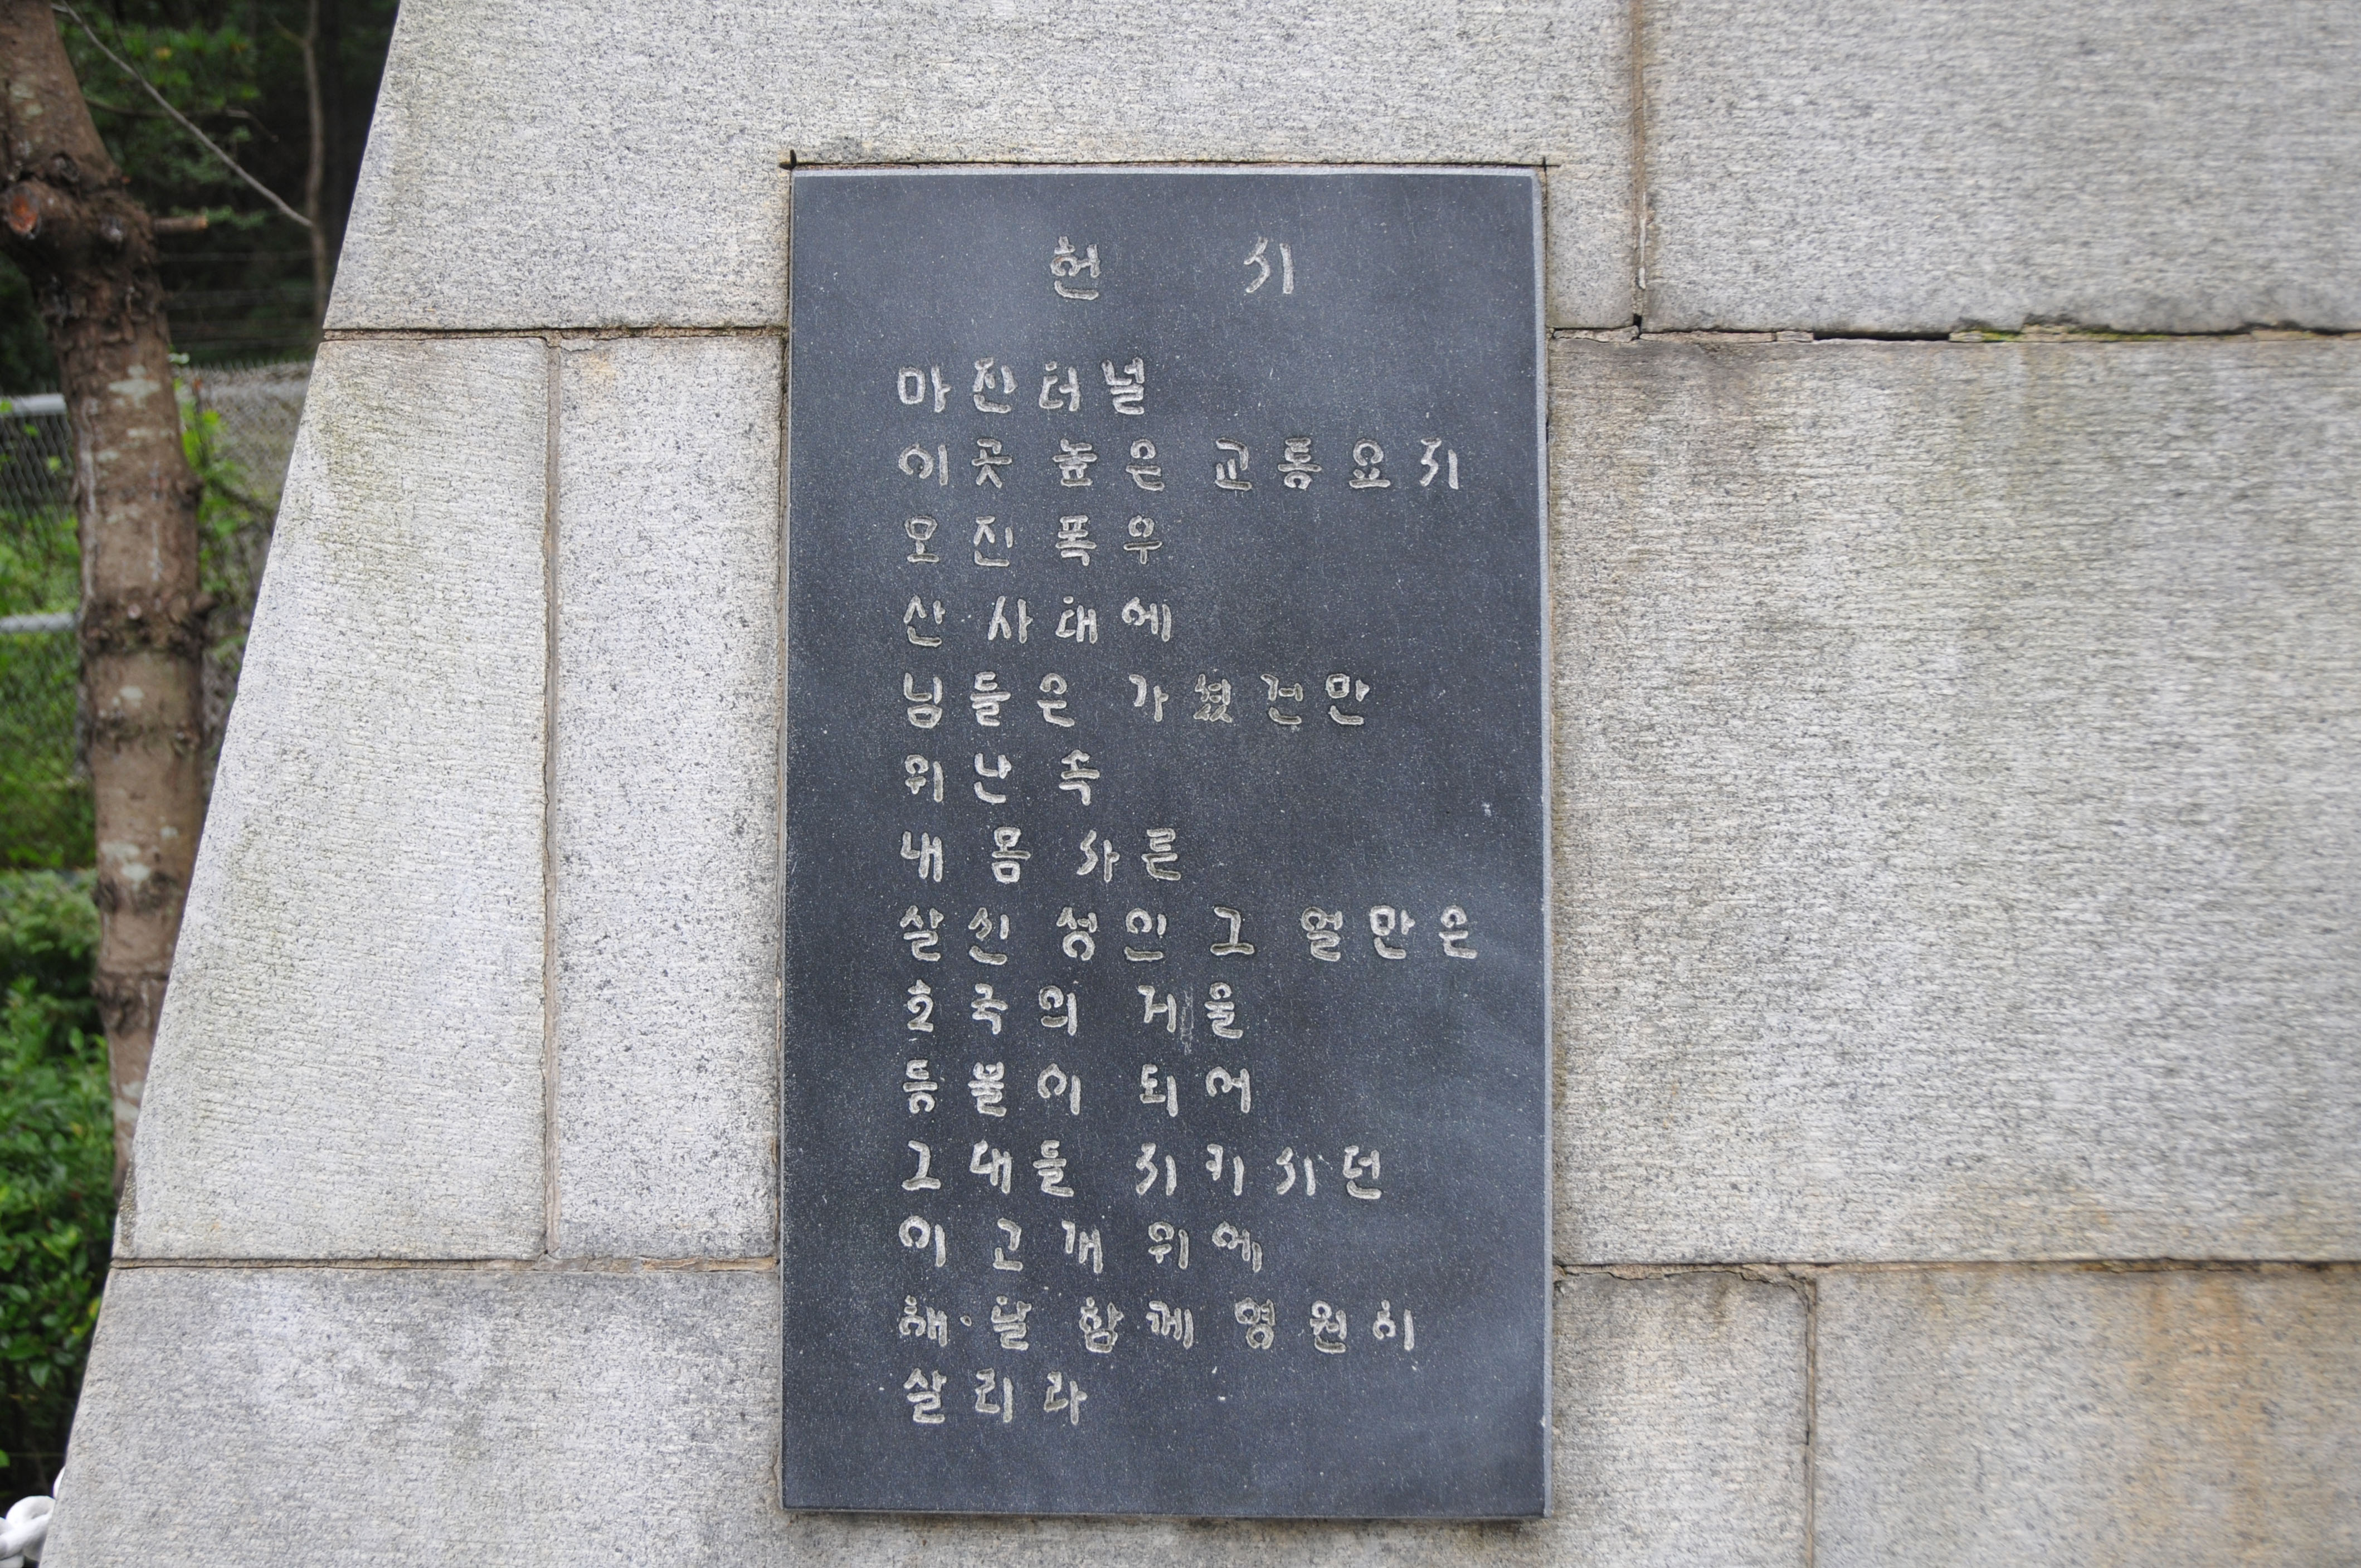 헌 시
마진터널
이곳 높은 교통요지
모진 폭우
산 사태에
님들은 가셨건만
위난 속
내 몸 사른
살신 성인 그 얼만은
호국의 거울
등불이 되어
그대들 시키시던
이 고개 위에
해·달 함께 영원히
살리라